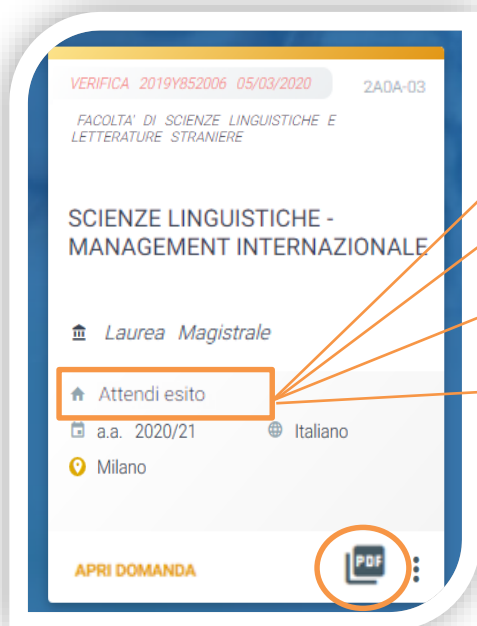 VERIFICA 2019Y852006 05/03/2020 2A0A-03
FACOLTA' DI SCIENZE LINGUISTICHE E
LETTERATURE STRANIERE
SCIENZE LINGUISTICHE -
MANAGEMENT INTERNAZIONALE
Laurea Magistrale
Attendi esito
a.a. 2020/21 Italiano
Milano
APRI DOMANDA PDF